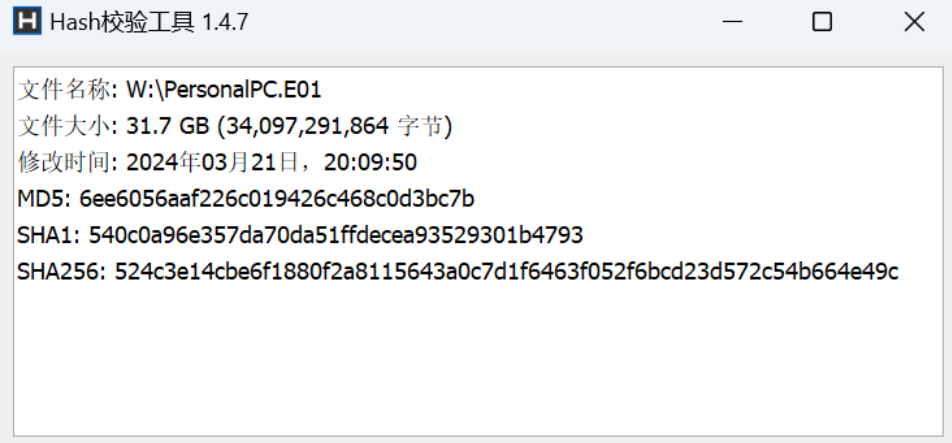 Hash校验工具 1.4.7
文件名称: W:\PersonalPC.E01
文件大小: 31.7 GB (34,097,291,864 字节)
修改时间: 2024年03月21日，20:09:50
MD5: 6ee6056aaf226c019426c468c0d3bc7b
SHA1: 540c0a96e357da70da51ffdecea93529301b4793
SHA256: 524c3e14cbe6f1880f2a8115643a0c7d1f6463f052f6bcd23d572c54b664e49c